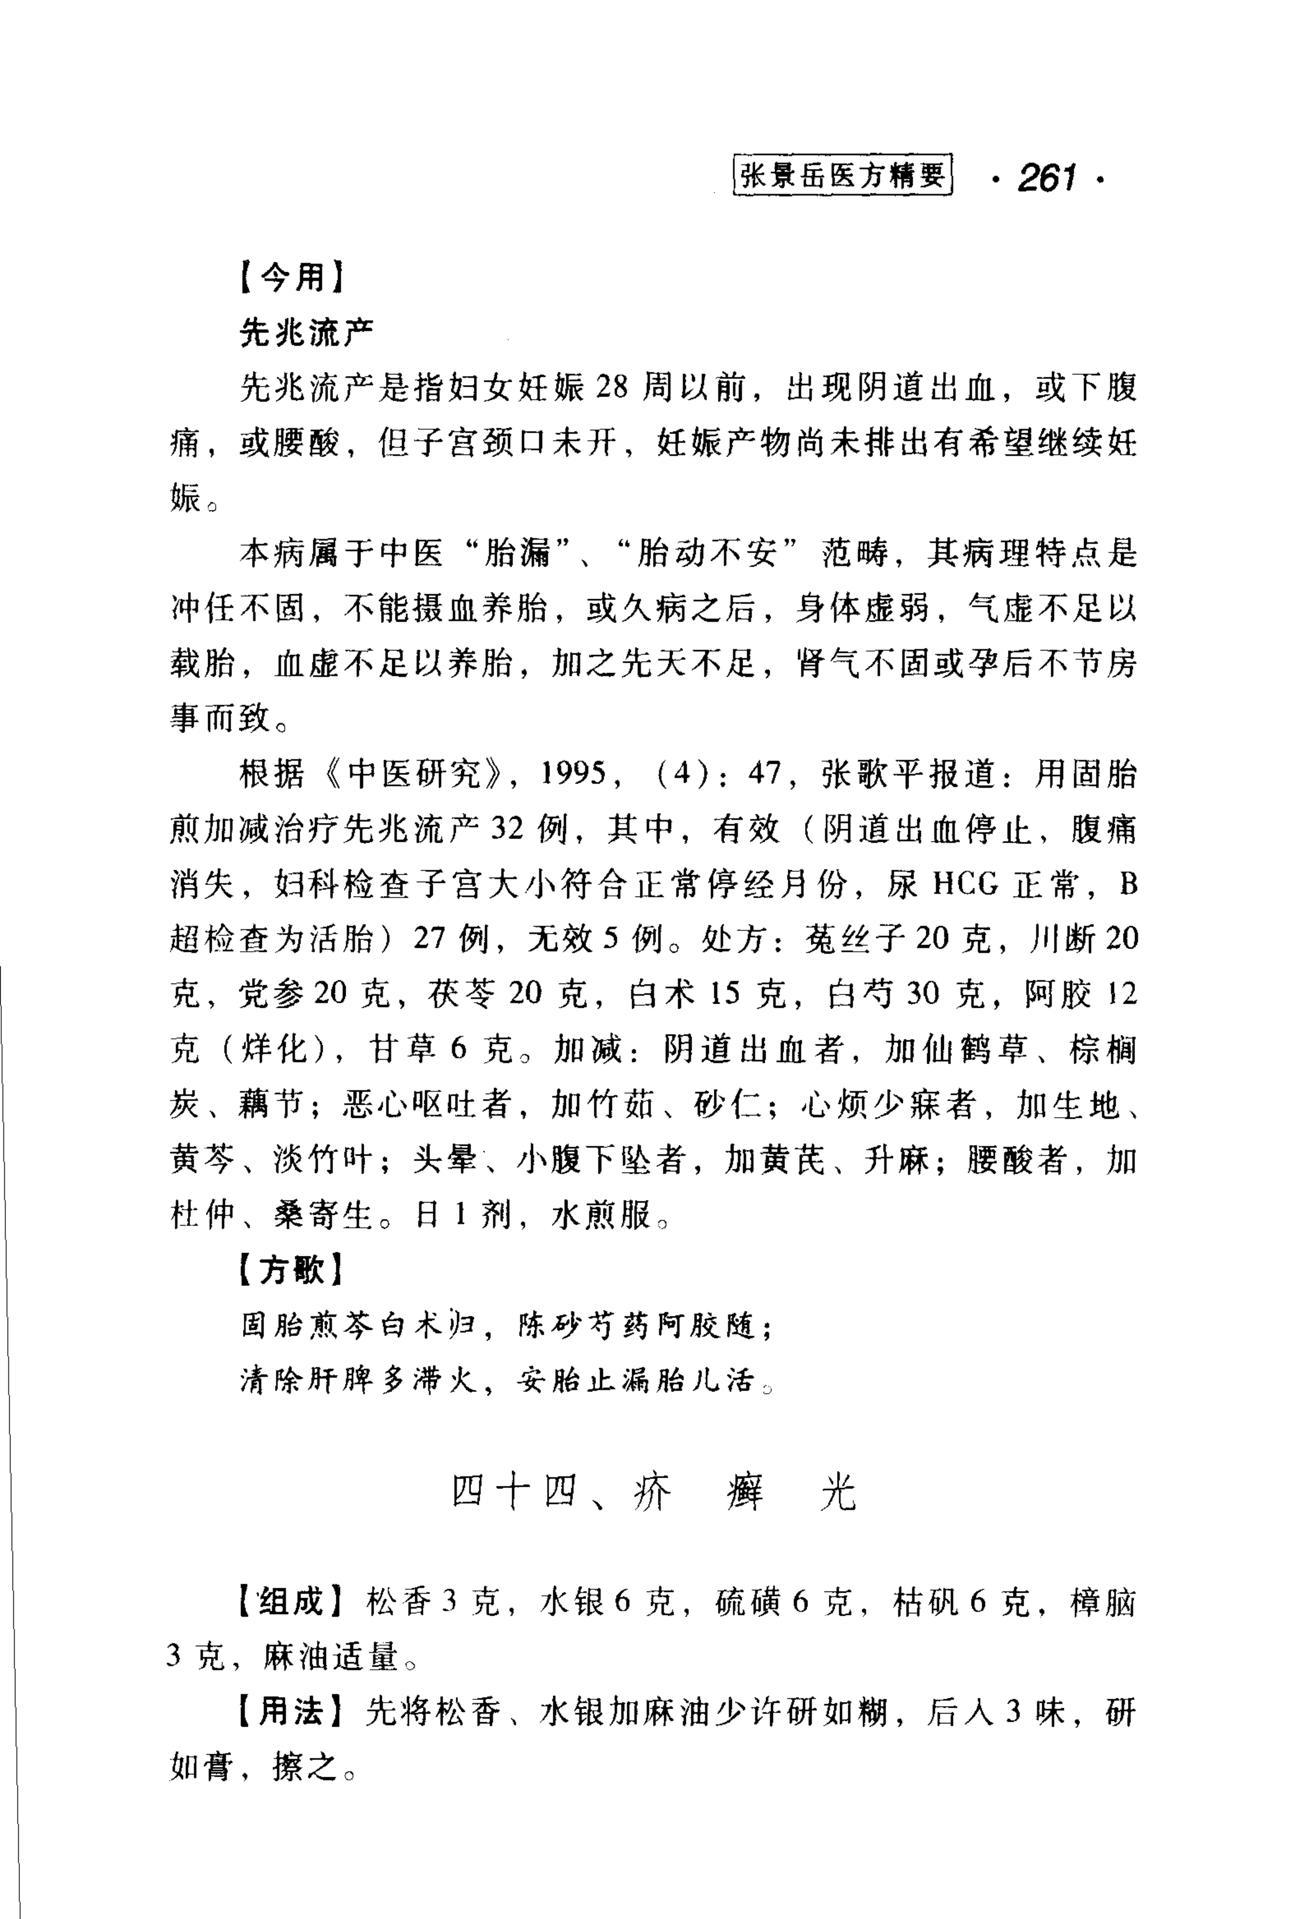 张景岳医方精要 · 261 ·
【今用】
先兆流产
先兆流产是指妇女妊娠 28 周以前，出现阴道出血，或下腹
痛，或腰酸，但子宫颈口未开，妊娠产物尚未排出有希望继续妊
娠。
本病属于中医“胎漏”、“胎动不安”范畴，其病理特点是
冲任不固，不能摄血养胎，或久病之后，身体虚弱，气虚不足以
载胎，血虚不足以养胎，加之先天不足，肾气不固或孕后不节房
事而致。
根据《中医研究》，1995，（4）：47，张歌平报道：用固胎
煎加减治疗先兆流产 32 例，其中，有效（阴道出血停止，腹痛
消失，妇科检查子宫大小符合正常停经月份，尿 HCG 正常，B
超检查为活胎）27 例，无效 5 例。处方：菟丝子 20 克，川断 20
克，党参 20 克，茯苓 20 克，白术 15 克，白芍 30 克，阿胶 12
克（烊化），甘草 6 克。加减：阴道出血者，加仙鹤草、棕榈
炭、藕节；恶心呕吐者，加竹茹、砂仁；心烦少寐者，加生地、
黄芩、淡竹叶；头晕、小腹下坠者，加黄芪、升麻；腰酸者，加
杜仲、桑寄生。日 1 剂，水煎服。
【方歌】
固胎煎芩白术归，陈砂芍药阿胶随；
清除肝脾多滞火，安胎止漏胎儿活。
四十四、疥 癣 光
【组成】松香 3 克，水银 6 克，硫磺 6 克，枯矾 6 克，樟脑
3 克，麻油适量。
【用法】先将松香、水银加麻油少许研如糊，后入 3 味，研
如膏，擦之。